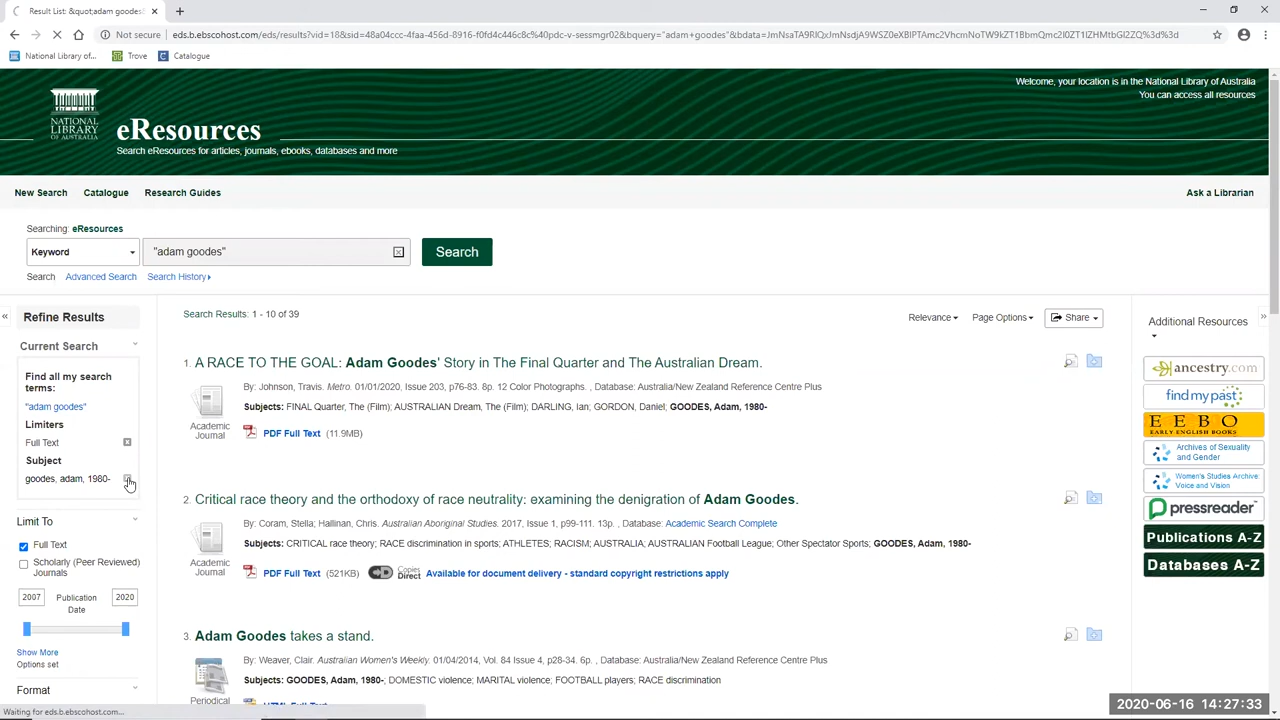 Result List: &quot;adam goodes&
Not secure | eds.b.ebscohost.com/eds/results?vid=18&sid=48a04ccc-4faa-456d-8916-f0fd4c446c8c%40pdc-v-sessmgr02&bquery="adam+goodes"&bdata=
National Library of... Trove Catalogue
Welcome, your location is in the National Library of Australia
You can access all resources
NATIONAL LIBRARY OF AUSTRALIA
eResources
Search eResources for articles, journals, ebooks, databases and more
New Search Catalogue Research Guides Ask a Librarian
Searching: eResources
Keyword "adam goodes" Search
Search Advanced Search Search History
Refine Results
Current Search
Find all my search
terms:
"adam goodes"
Limiters
Full Text
Subject
goodes, adam, 1980-
Limit To
Full Text
Scholarly (Peer Reviewed)
Journals
2007 Publication Date 2020
Show More
Options set
Format
Search Results: 1 - 10 of 39
Relevance Page Options Share
1. A RACE TO THE GOAL: Adam Goodes' Story in The Final Quarter and The Australian Dream.
By: Johnson, Travis. Metro. 01/01/2020, Issue 203, p76-83. 8p. 12 Color Photographs. , Database: Australia/New Zealand Reference Centre Plus
Academic Journal
Subjects: FINAL Quarter, The (Film); AUSTRALIAN Dream, The (Film); DARLING, Ian; GORDON, Daniel; GOODES, Adam, 1980-
PDF Full Text (11.9MB)
2. Critical race theory and the orthodoxy of race neutrality: examining the denigration of Adam Goodes.
By: Coram, Stella; Hallinan, Chris. Australian Aboriginal Studies. 2017, Issue 1, p99-111. 13p. , Database: Academic Search Complete
Academic Journal
Subjects: CRITICAL race theory; RACE discrimination in sports; ATHLETES; RACISM; AUSTRALIA; AUSTRALIAN Football League; Other Spectator Sports; GOODES, Adam, 1980-
PDF Full Text (521KB) Copies Direct Available for document delivery - standard copyright restrictions apply
3. Adam Goodes takes a stand.
By: Weaver, Clair. Australian Women's Weekly. 01/04/2014, Vol. 84 Issue 4, p28-34. 6p. , Database: Australia/New Zealand Reference Centre Plus
Periodical
Subjects: GOODES, Adam, 1980-; DOMESTIC violence; MARITAL violence; FOOTBALL players; RACE discrimination
HTML Full Text
Additional Resources
ancestry.com
findmypast
EEBO
EARLY ENGLISH BOOKS
Archives of Sexuality
and Gender
Women's Studies Archive
Voice and Vision
pressreader
Publications A-Z
Databases A-Z
Waiting for eds.b.ebscohost.com...
2020-06-16 14:27:33